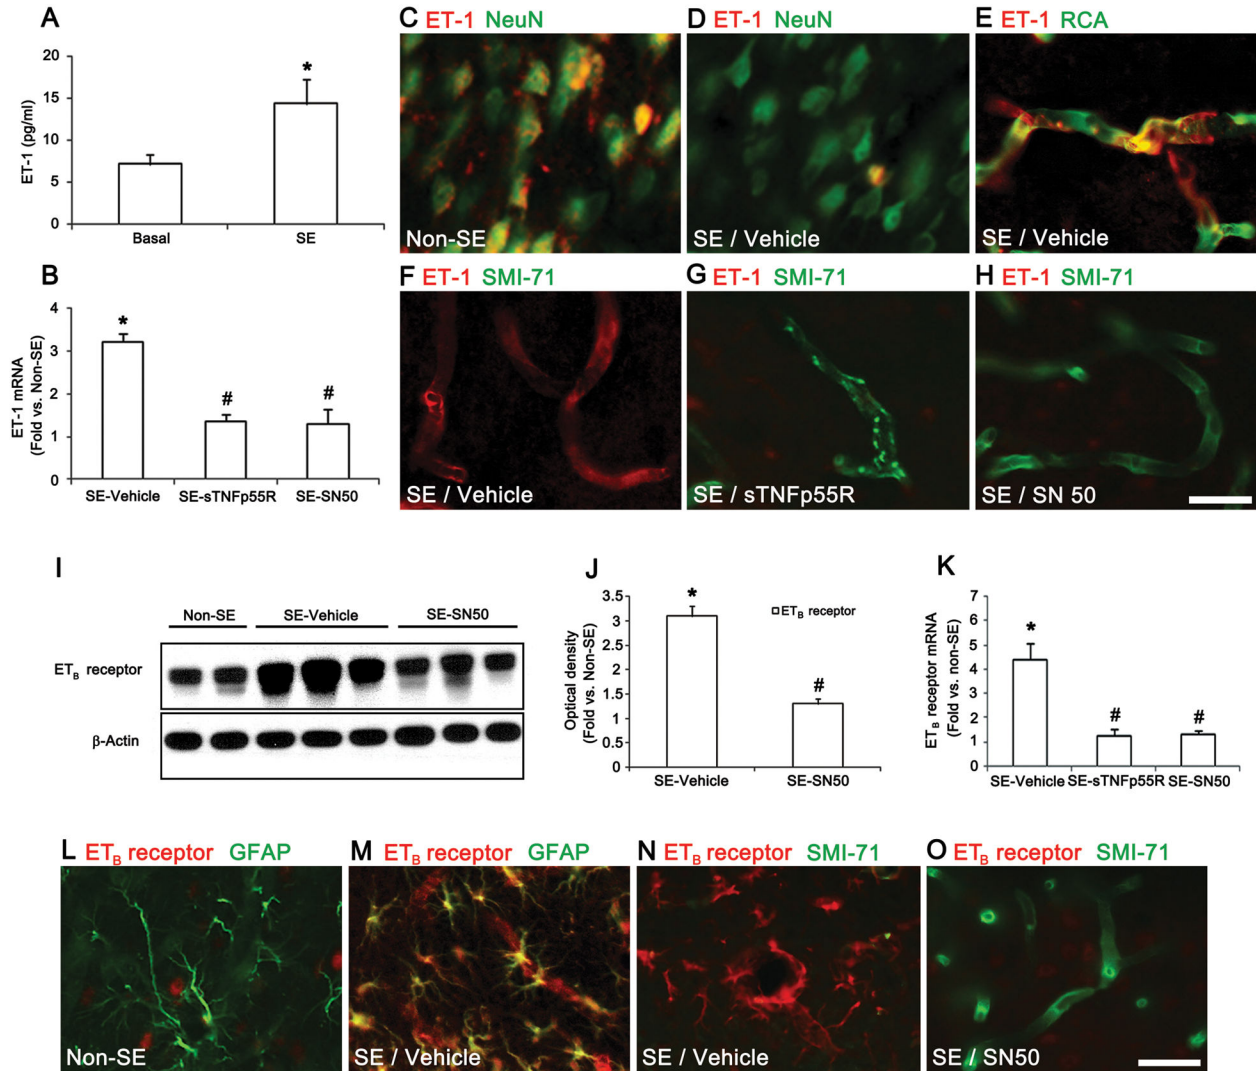 A
ET-1 (pg/ml)
20
15
10
5
0
*
Basal
SE
B
ET-1 mRNA
(Fold vs. Non-SE)
4
3
2
1
0
*
#
#
SE-Vehicle
SE-sTNFp55R
SE-SN50
C ET-1 NeuN
Non-SE
D ET-1 NeuN
SE / Vehicle
E ET-1 RCA
SE / Vehicle
F ET-1 SMI-71
SE / Vehicle
G ET-1 SMI-71
SE / sTNFp55R
H ET-1 SMI-71
SE / SN 50
I
Non-SE
SE-Vehicle
SE-SN50
ETB receptor
β-Actin
J
Optical density
(Fold vs. Non-SE)
3.5
3
2.5
2
1.5
1
0.5
0
*
#
ETB receptor
SE-Vehicle
SE-SN50
K
ETB receptor mRNA
(Fold vs. non-SE)
7
6
5
4
3
2
1
0
*
#
#
SE-Vehicle
SE-sTNFp55R
SE-SN50
L ETB receptor GFAP
Non-SE
M ETB receptor GFAP
SE / Vehicle
N ETB receptor SMI-71
SE / Vehicle
O ETB receptor SMI-71
SE / SN50